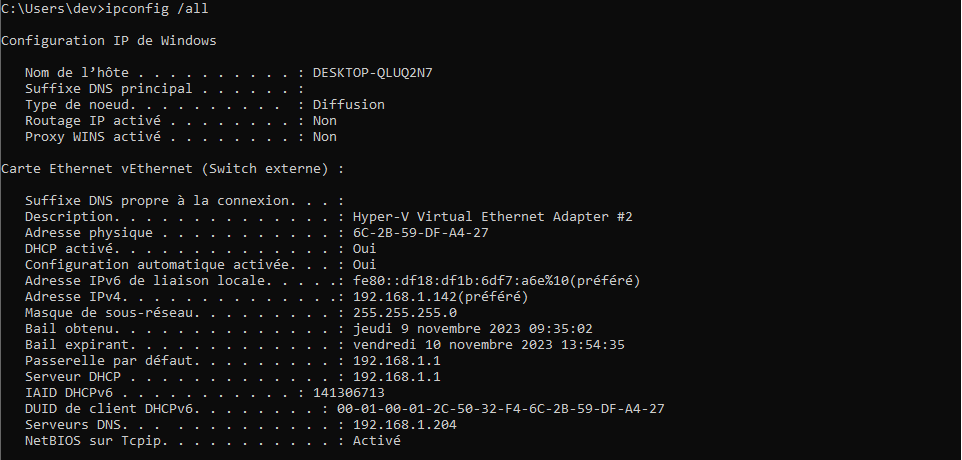 C:\Users\dev>ipconfig /all
Configuration IP de Windows
Nom de l’hôte . . . . . . . . . . : DESKTOP-QLUQ2N7
Suffixe DNS principal . . . . . . :
Type de noeud. . . . . . . . . .  : Diffusion
Routage IP activé . . . . . . . . : Non
Proxy WINS activé . . . . . . . . : Non
Carte Ethernet vEthernet (Switch externe) :
Suffixe DNS propre à la connexion. . . :
Description. . . . . . . . . . . . . . : Hyper-V Virtual Ethernet Adapter #2
Adresse physique . . . . . . . . . . . : 6C-2B-59-DF-A4-27
DHCP activé. . . . . . . . . . . . . . : Oui
Configuration automatique activée. . . : Oui
Adresse IPv6 de liaison locale. . . . .: fe80::df18:df1b:6df7:a6e%10(préféré)
Adresse IPv4. . . . . . . . . . . . . .: 192.168.1.142(préféré)
Masque de sous-réseau. . . . . . . . . : 255.255.255.0
Bail obtenu. . . . . . . . . . . . . . : jeudi 9 novembre 2023 09:35:02
Bail expirant. . . . . . . . . . . . . : vendredi 10 novembre 2023 13:54:35
Passerelle par défaut. . . . . . . . . : 192.168.1.1
Serveur DHCP . . . . . . . . . . . . . : 192.168.1.1
IAID DHCPv6 . . . . . . . . . . . : 141306713
DUID de client DHCPv6. . . . . . . . : 00-01-00-01-2C-50-32-F4-6C-2B-59-DF-A4-27
Serveurs DNS. . . . . . . . . . . . .  : 192.168.1.204
NetBIOS sur Tcpip. . . . . . . . . . . : Activé